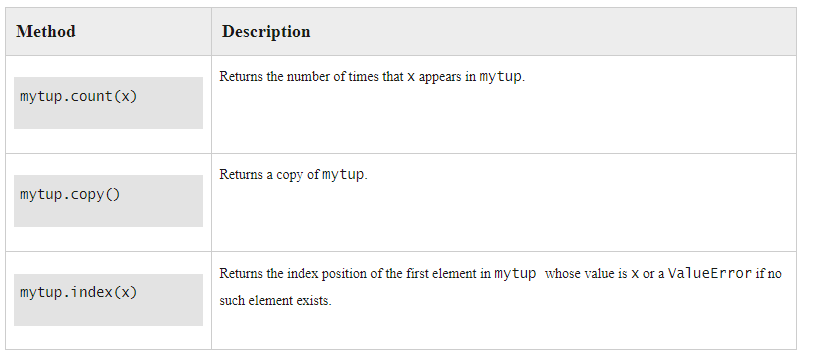 Method Description
mytup.count(x) Returns the number of times that x appears in mytup.
mytup.copy() Returns a copy of mytup.
mytup.index(x) Returns the index position of the first element in mytup whose value is x or a ValueError if no
such element exists.